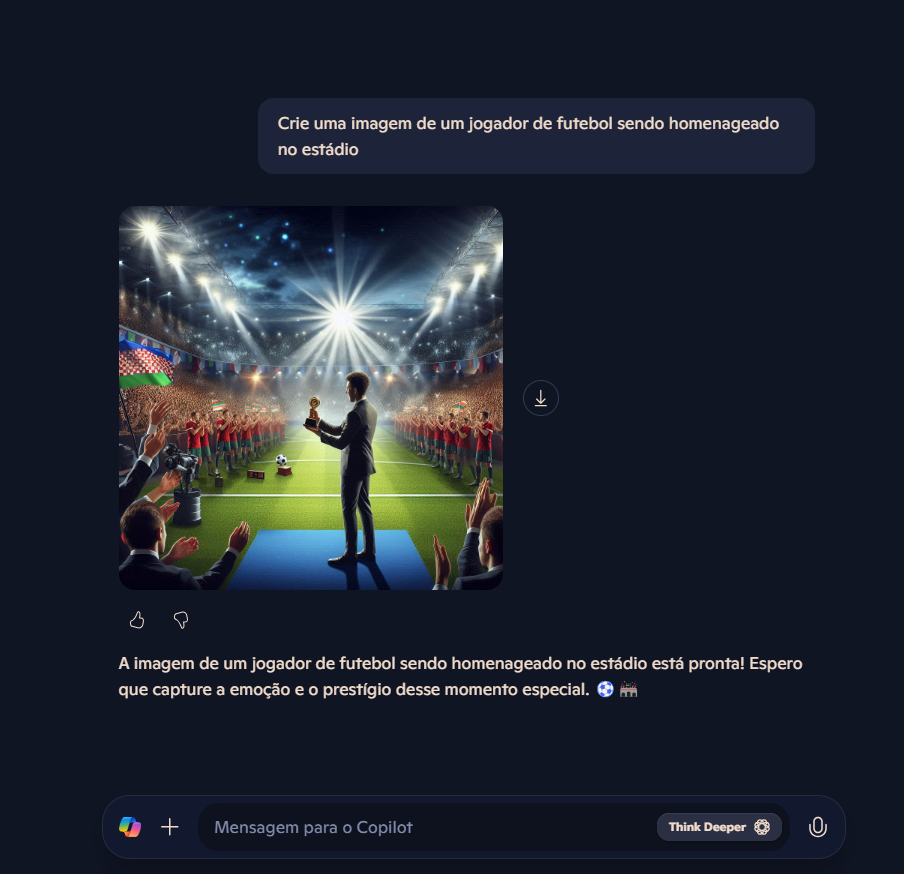 Crie uma imagem de um jogador de futebol sendo homenageado
no estádio
A imagem de um jogador de futebol sendo homenageado no estádio está pronta! Espero
que capture a emoção e o prestígio desse momento especial. ⚽ 🏟
Mensagem para o Copilot
Think Deeper